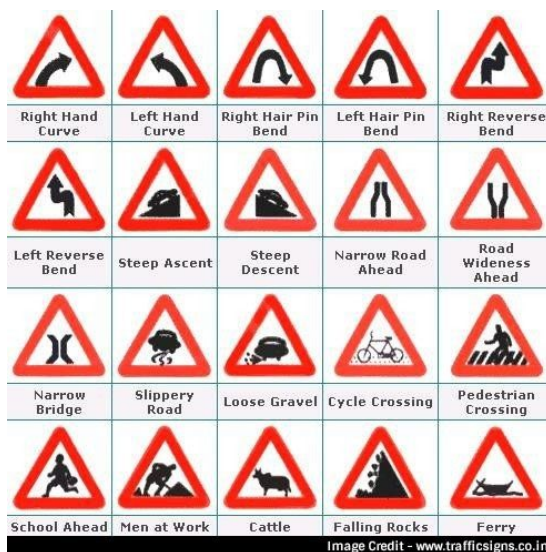 Right Hand
Curve
Left Hand
Curve
Right Hair Pin
Bend
Left Hair Pin
Bend
Right Reverse
Bend
Left Reverse
Bend
Steep Ascent
Steep
Descent
Narrow Road
Ahead
Road
Wideness
Ahead
Narrow
Bridge
Slippery
Road
Loose Gravel
Cycle Crossing
Pedestrian
Crossing
School Ahead
Men at Work
Cattle
Falling Rocks
Ferry
Image Credit - www.trafficsigns.co.in